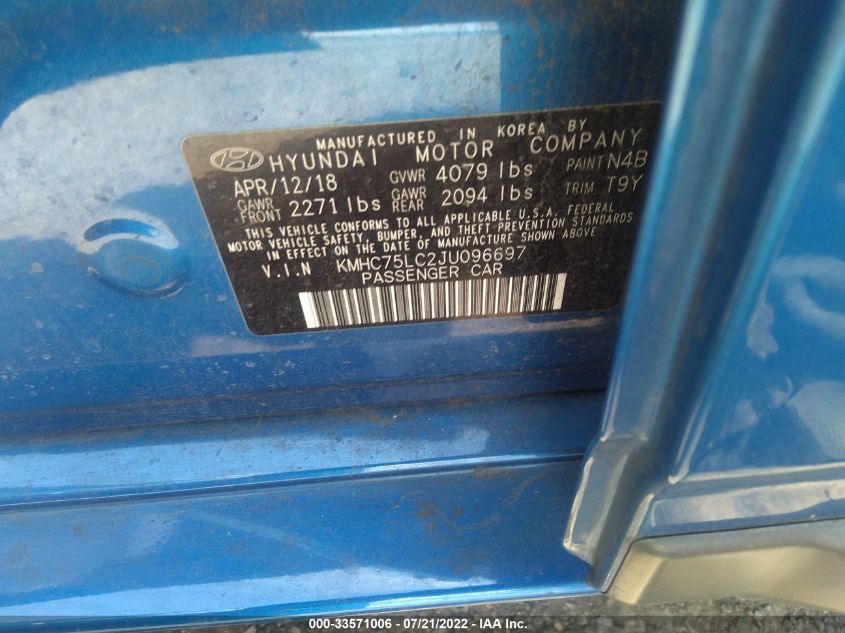 MANUFACTURED IN KOREA BY
HYUNDAI MOTOR COMPANY
APR/12/18 GVWR 4079 lbs PAINT N4B
GAWR FRONT 2271 lbs GAWR REAR 2094 lbs TRIM T9Y
THIS VEHICLE CONFORMS TO ALL APPLICABLE U.S.A. FEDERAL
MOTOR VEHICLE SAFETY, BUMPER, AND THEFT PREVENTION STANDARDS
IN EFFECT ON THE DATE OF MANUFACTURE SHOWN ABOVE
V.I.N KMHC75LC2JU096697
PASSENGER CAR
000-33571006 - 07/21/2022 - IAA Inc.